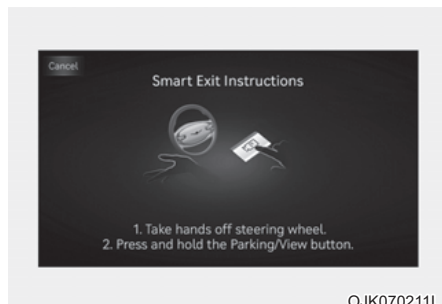 Cancel
Smart Exit Instructions
1. Take hands off steering wheel.
2. Press and hold the Parking/View button.
OJK070211L